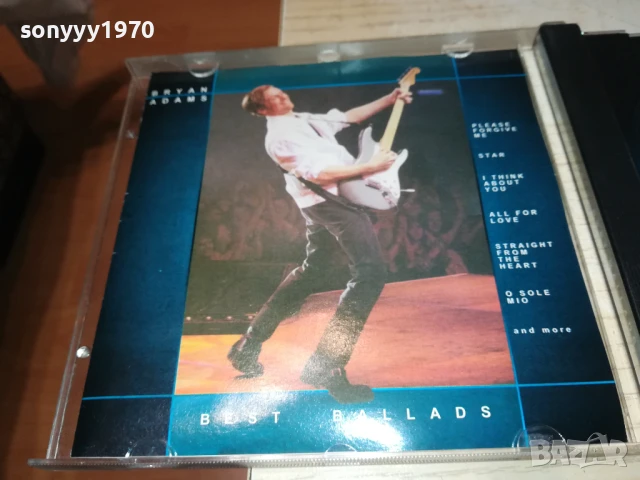 sonyyy1970
BRYAN
ADAMS
PLEASE
FORGIVE
ME
STAR
I THINK
ABOUT
YOU
ALL FOR
LOVE
STRAIGHT
FROM
THE
HEART
O SOLE
MIO
and more
BEST BALLADS
BAZAR